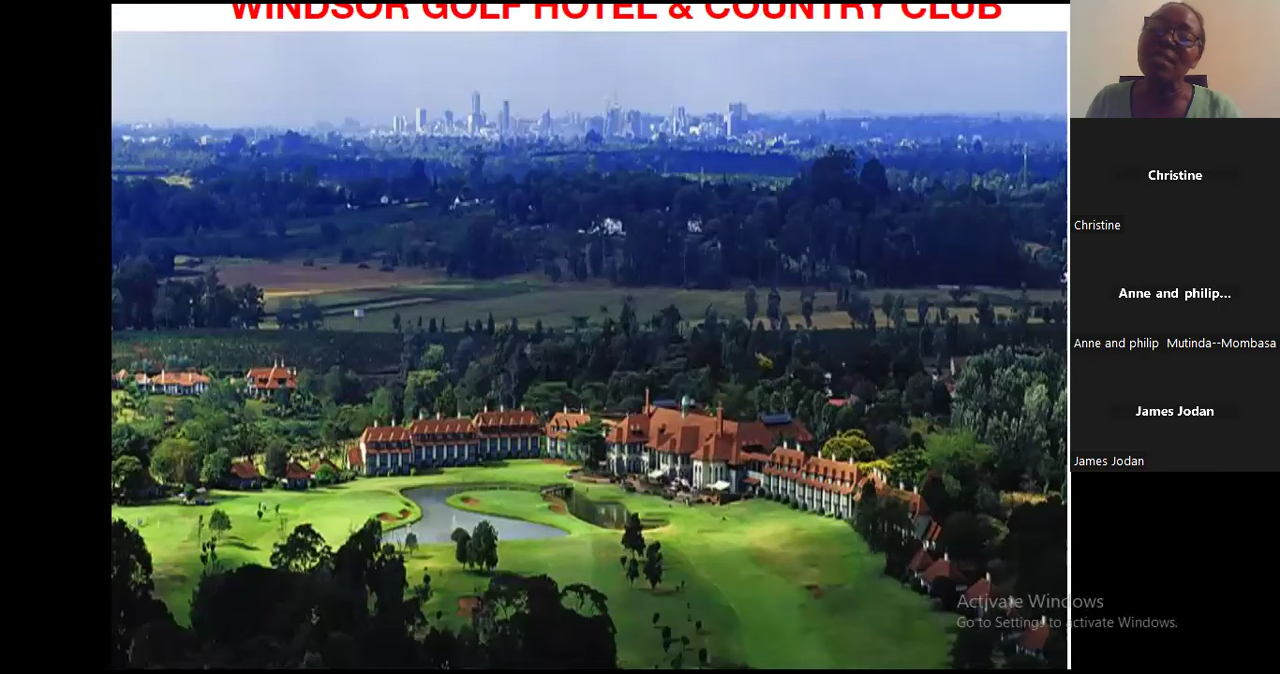 WINDSOR GOLF HOTEL & COUNTRY CLUB
Christine
Christine
Anne and philip...
Anne and philip Mutinda--Mombasa
James Jodan
James Jodan
Activate Windows
Go to Settings to activate Windows.